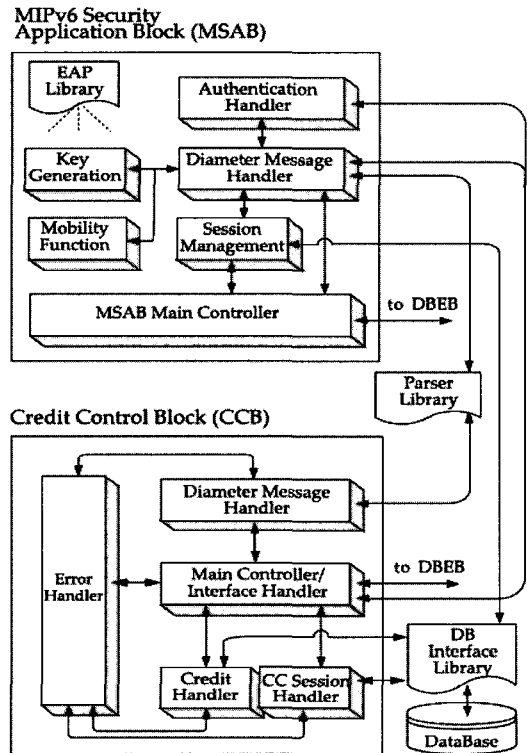 MIPv6 Security
Application Block (MSAB)
EAP
Library
Authentication
Handler
Key
Generation
Diameter Message
Handler
Mobility
Function
Session
Management
MSAB Main Controller
to DBEB
Parser
Library
Credit Control Block (CCB)
Diameter Message
Handler
Error
Handler
Main Controller/
Interface Handler
to DBEB
Credit
Handler
CC Session
Handler
DB
Interface
Library
DataBase